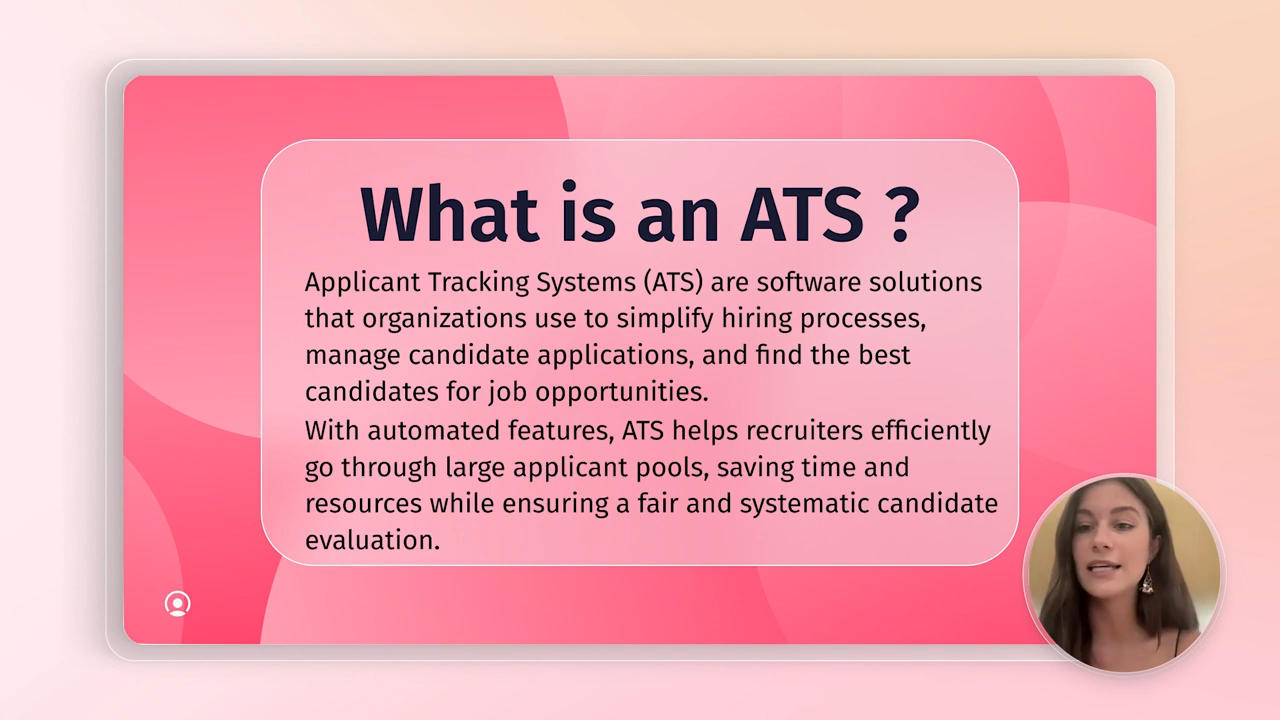 What is an ATS ?
Applicant Tracking Systems (ATS) are software solutions
that organizations use to simplify hiring processes,
manage candidate applications, and find the best
candidates for job opportunities.
With automated features, ATS helps recruiters efficiently
go through large applicant pools, saving time and
resources while ensuring a fair and systematic candidate
evaluation.